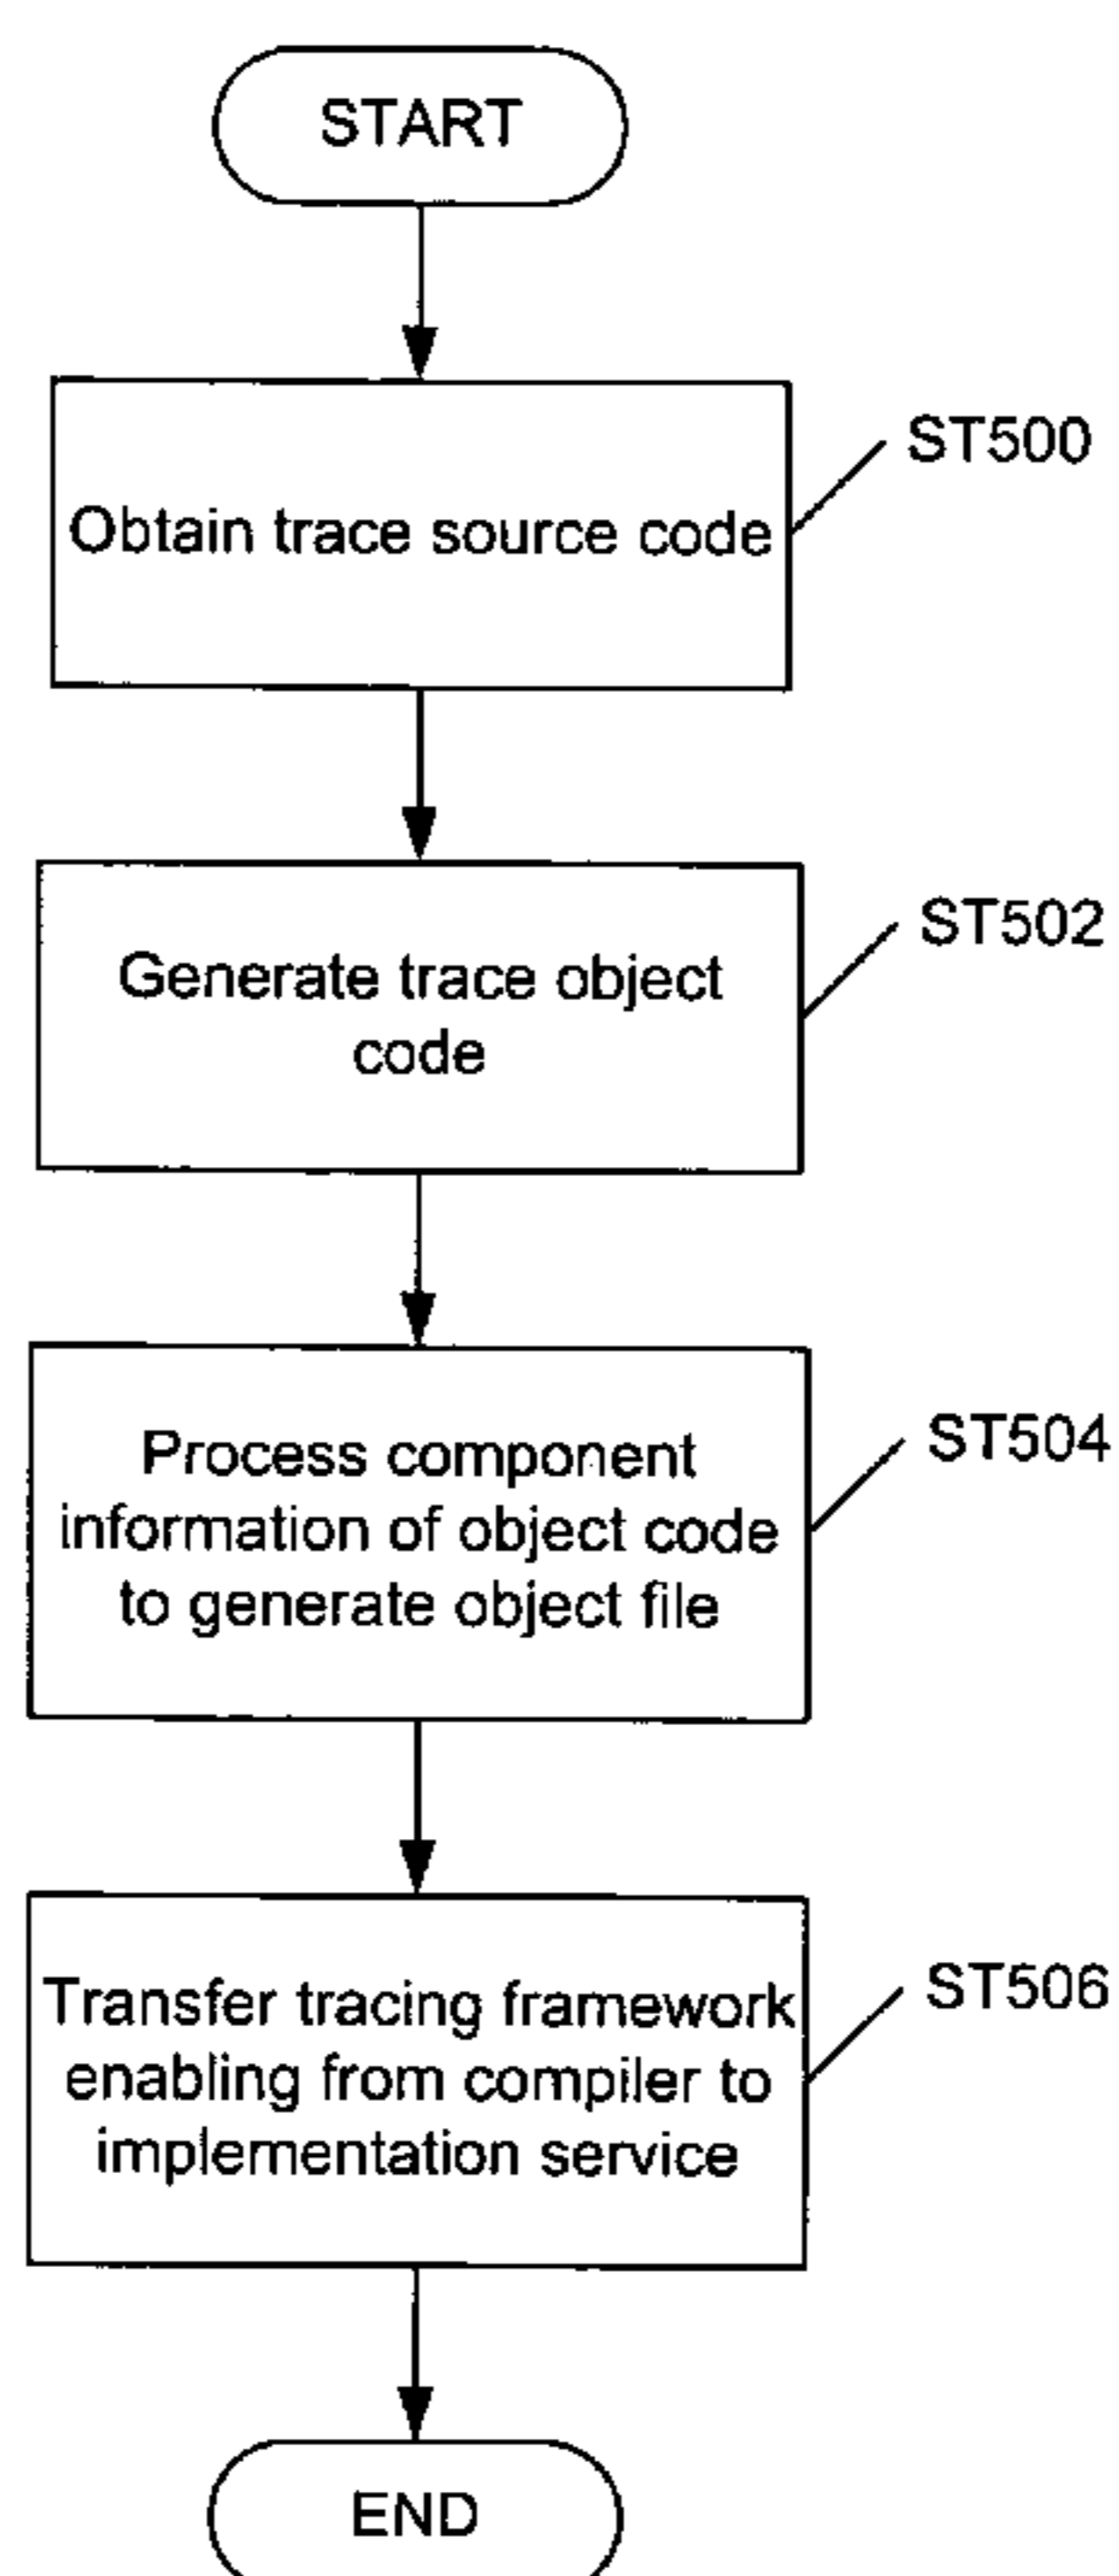 START
Obtain trace source code
ST500
Generate trace object
code
ST502
Process component
information of object code
to generate object file
ST504
Transfer tracing framework
enabling from compiler to
implementation service
ST506
END